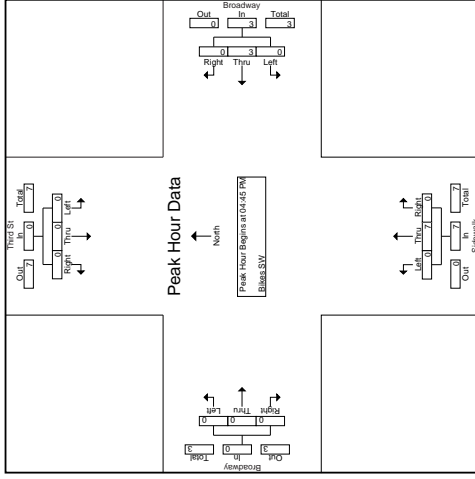 Broadway
Out In Total
0 3 3
0 3 0
Right Thru Left
Third St
Total
7
In
0
Out
7
Left
0
Thru
0
Right
0
Peak Hour Data
North
Peak Hour Begins at 04:45 PM
Bikes SW
Right
0
Thru
7
Left
0
Total
7
In
7
Out
0
Sidewalk
Left Thru Right
0 0 0
3 0 3
Total In Out
Broadway